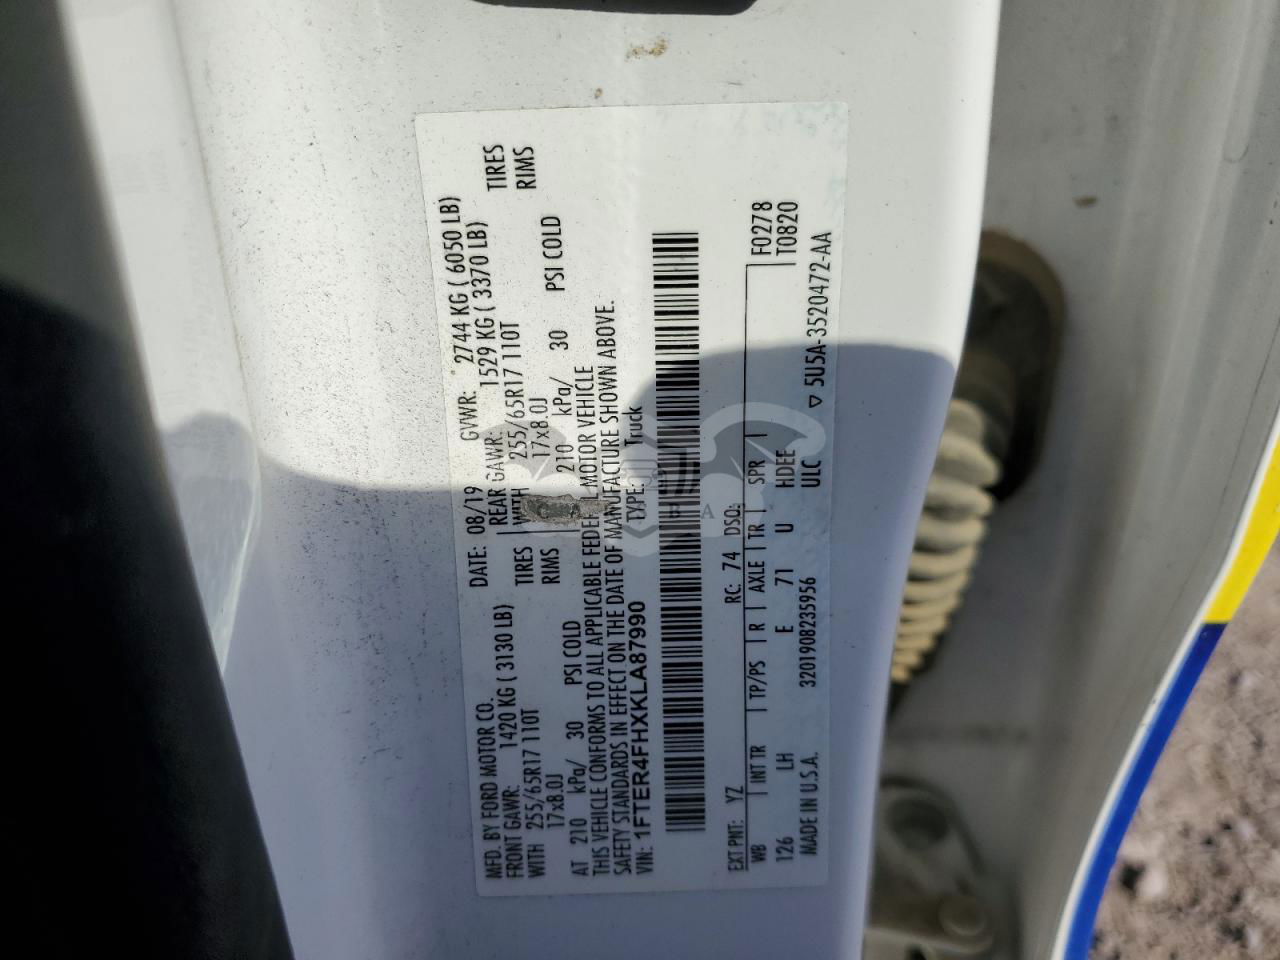 MFD. BY FORD MOTOR CO. DATE: 08/19 GVWR: 2744 KG ( 6050 LB)
FRONT GAWR: 1420 KG ( 3130 LB) REAR GAWR: 1529 KG ( 3370 LB)
WITH 255/65R17 110T TIRES WITH 255/65R17 110T TIRES
17x8.0J RIMS 17x8.0J RIMS
AT 210 kPa/ 30 PSI COLD 210 kPa/ 30 PSI COLD
THIS VEHICLE CONFORMS TO ALL APPLICABLE MOTOR VEHICLE
SAFETY STANDARDS IN EFFECT ON THE DATE OF MANUFACTURE SHOWN ABOVE.
VIN: 1FTER4FHXKLA87990 TYPE: Truck
EXT PNT: YZ RC: 74 DSO: F0278
WB INT TR TP/PS R AXLE TR SPR T0820
126 LH E 71 U HDEE
MADE IN U.S.A. 3201908235956 ULC ▽ 5U5A-3520472-AA